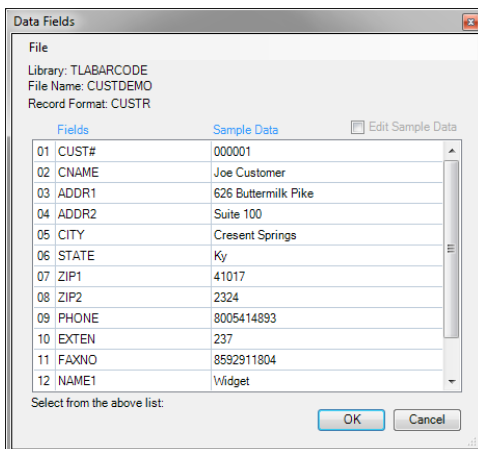 Data Fields
File
Library: TLABARCODE
File Name: CUSTDEMO
Record Format: CUSTR
Fields Sample Data Edit Sample Data
01 CUST# 000001
02 CNAME Joe Customer
03 ADDR1 626 Buttermilk Pike
04 ADDR2 Suite 100
05 CITY Cresent Springs
06 STATE Ky
07 ZIP1 41017
08 ZIP2 2324
09 PHONE 8005414893
10 EXTEN 237
11 FAXNO 8592911804
12 NAME1 Widget
Select from the above list:
OK Cancel